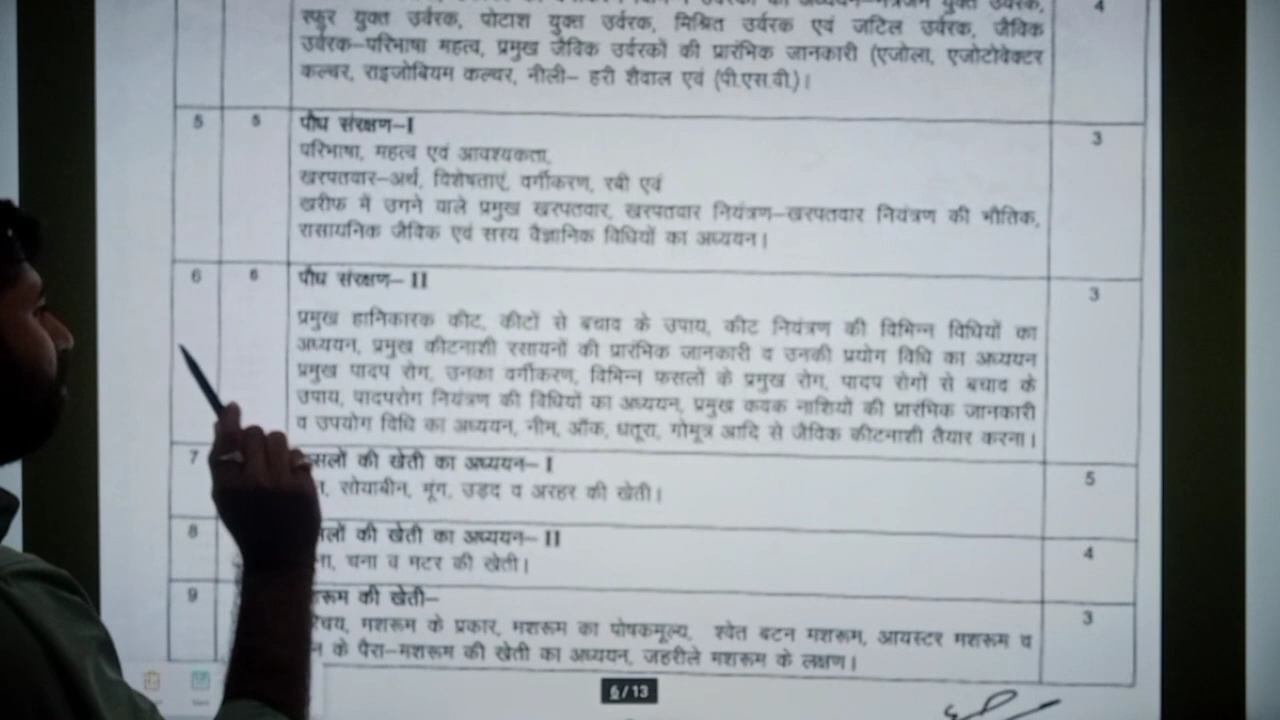 स्फुर युक्त उर्वरक, पोटाश युक्त उर्वरक, मिश्रित उर्वरक एवं जटिल उर्वरक, जैविक
उर्वरक–परिभाषा महत्व, प्रमुख जैविक उर्वरकों की प्रारंभिक जानकारी (एजोला, एजोटोवेक्टर
कल्चर, राइजोबियम कल्चर, नीली– हरी शैवाल एवं (पी.एस.वी.)।
4
5 5 पौध संरक्षण–I 3
परिभाषा, महत्व एवं आवश्यकता,
खरपतवार–अर्थ, विशेषताएं, वर्गीकरण, रबी एवं
खरीफ में उगने वाले प्रमुख खरपतवार, खरपतवार नियंत्रण–खरपतवार नियंत्रण की भौतिक,
रासायनिक जैविक एवं सस्य वैज्ञानिक विधियों का अध्ययन।
6 6 पौध संरक्षण– II 3
प्रमुख हानिकारक कीट, कीटों से बचाव के उपाय, कीट नियंत्रण की विभिन्न विधियों का
अध्ययन, प्रमुख कीटनाशी रसायनों की प्रारंभिक जानकारी व उनकी प्रयोग विधि का अध्ययन
प्रमुख पादप रोग, उनका वर्गीकरण, विभिन्न फसलों के प्रमुख रोग, पादप रोगों से बचाव के
उपाय, पादपरोग नियंत्रण की विधियों का अध्ययन, प्रमुख कवक नाशियों की प्रारंभिक जानकारी
व उपयोग विधि का अध्ययन, नीम, आँक, धतूरा, गोमूत्र आदि से जैविक कीटनाशी तैयार करना।
7 की खेती का अध्ययन– I 5
सोयाबीन, मूंग, उड़द व अरहर की खेती।
8 की खेती का अध्ययन– II 4
चना व मटर की खेती।
9 की खेती– 3
मशरूम के प्रकार, मशरूम का पोषकमूल्य, श्वेत बटन मशरूम, आयस्टर मशरूम व
के पैरा–मशरूम की खेती का अध्ययन, जहरीले मशरूम के लक्षण।
6 / 13